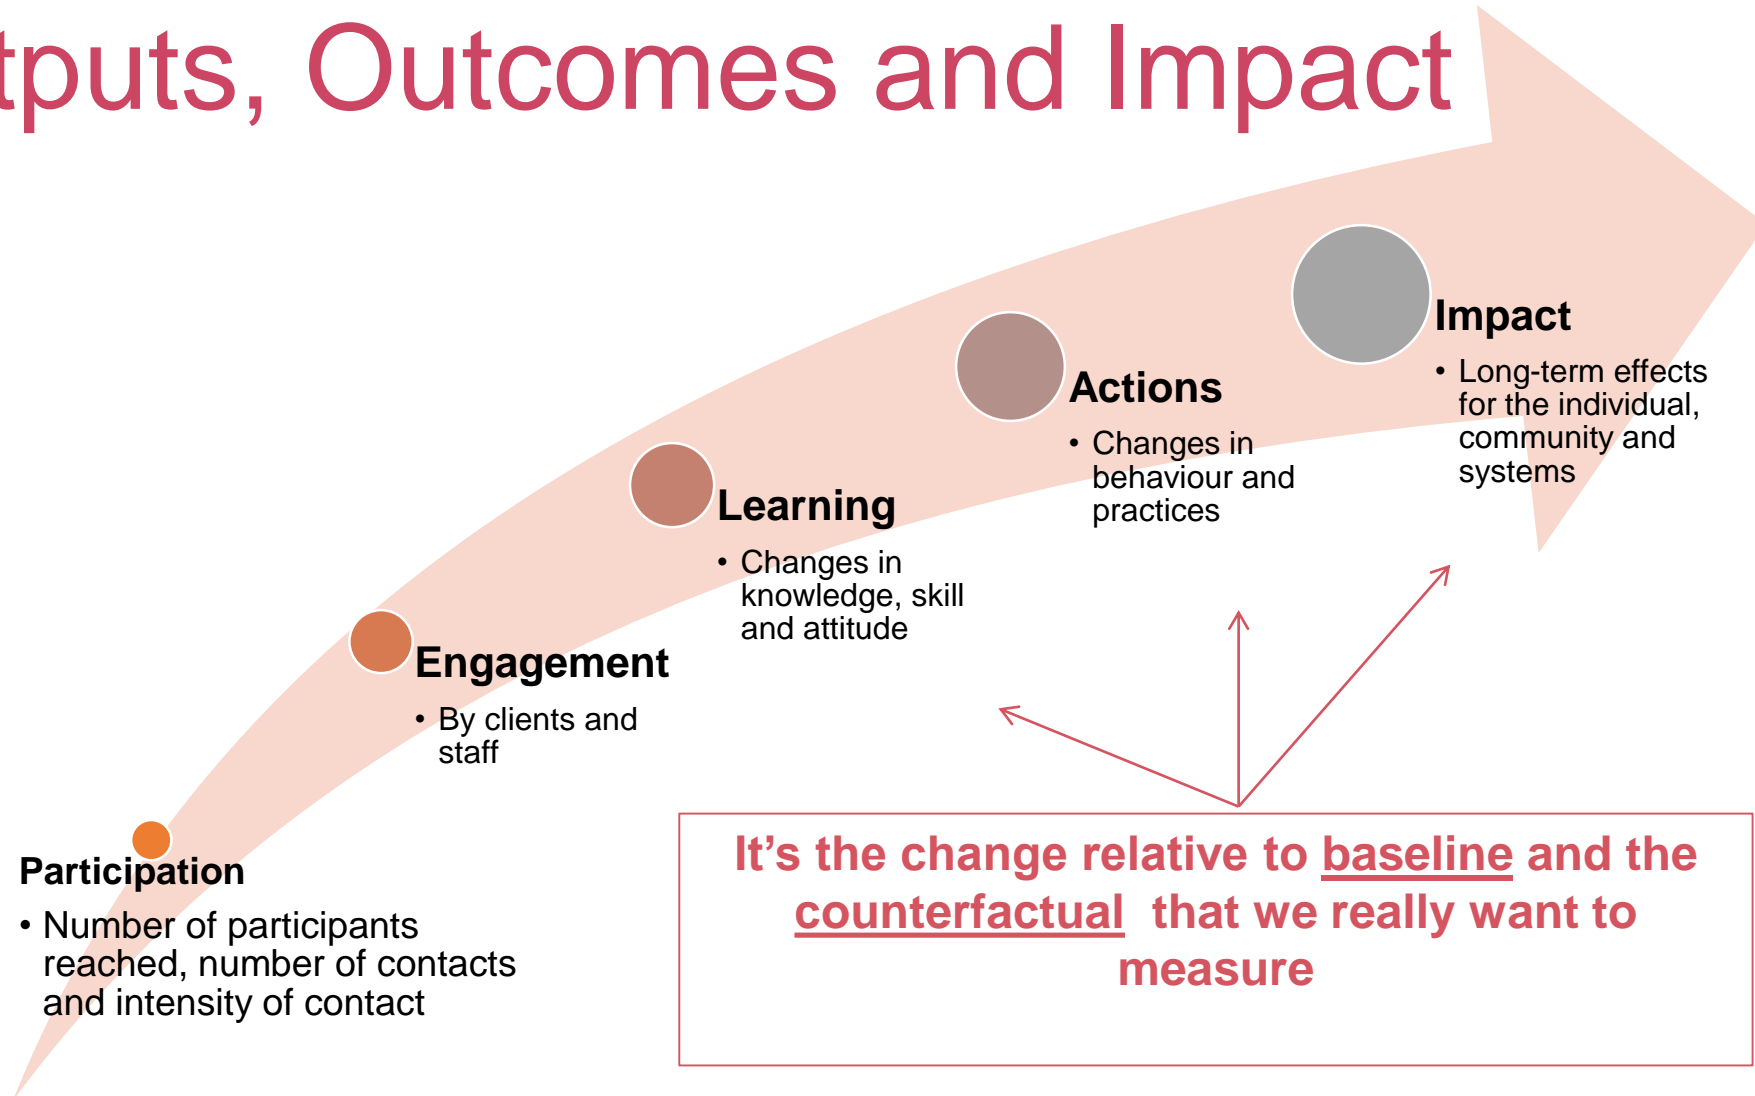 tputs, Outcomes and Impact
Impact
• Long-term effects
for the individual,
community and
systems
Actions
• Changes in
behaviour and
practices
Learning
• Changes in
knowledge, skill
and attitude
Engagement
• By clients and
staff
Participation
• Number of participants
reached, number of contacts
and intensity of contact
It’s the change relative to baseline and the
counterfactual  that we really want to
measure